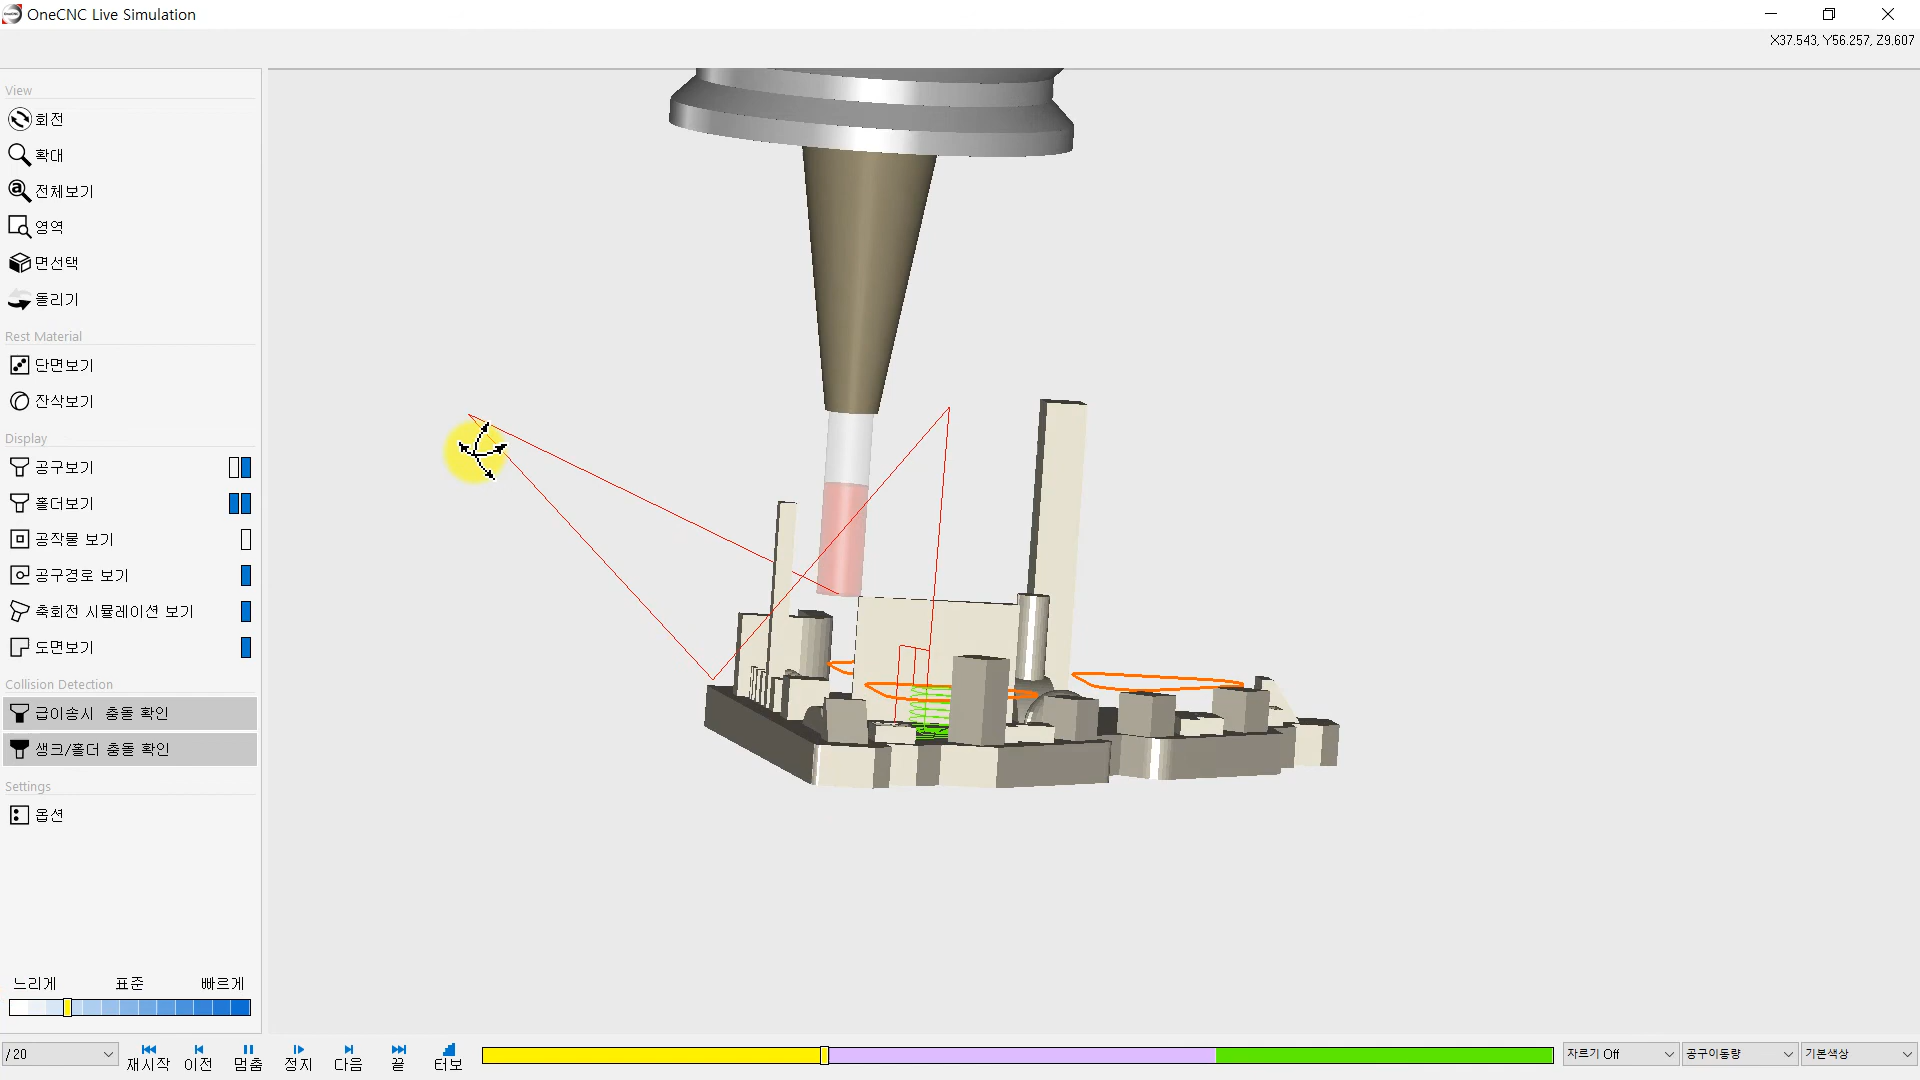 OneCNC Live Simulation
X37.543, Y56.257, Z9.607
View
회전
확대
전체보기
영역
면선택
돌리기
Rest Material
단면보기
잔삭보기
Display
공구보기
홀더보기
공작물 보기
공구경로 보기
축회전 시뮬레이션 보기
도면보기
Collision Detection
급이송시 충돌 확인
생크/홀더 충돌 확인
Settings
옵션
느리게 표준 빠르게
/20
재시작 이전 멈춤 정지 다음 끝 터보
자르기 Off 공구이동량 기본색상